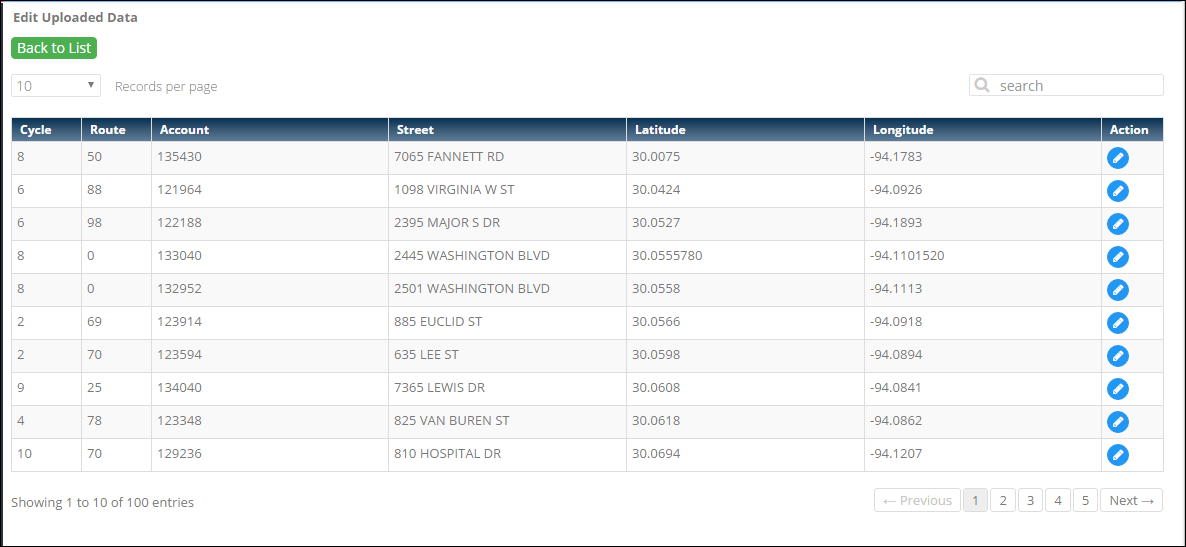 Edit Uploaded Data
Back to List
10 Records per page search
Cycle Route Account Street Latitude Longitude Action
8 50 135430 7065 FANNETT RD 30.0075 -94.1783
6 88 121964 1098 VIRGINIA W ST 30.0424 -94.0926
6 98 122188 2395 MAJOR S DR 30.0527 -94.1893
8 0 133040 2445 WASHINGTON BLVD 30.0555780 -94.1101520
8 0 132952 2501 WASHINGTON BLVD 30.0558 -94.1113
2 69 123914 885 EUCLID ST 30.0566 -94.0918
2 70 123594 635 LEE ST 30.0598 -94.0894
9 25 134040 7365 LEWIS DR 30.0608 -94.0841
4 78 123348 825 VAN BUREN ST 30.0618 -94.0862
10 70 129236 810 HOSPITAL DR 30.0694 -94.1207
Showing 1 to 10 of 100 entries ← Previous 1 2 3 4 5 Next →